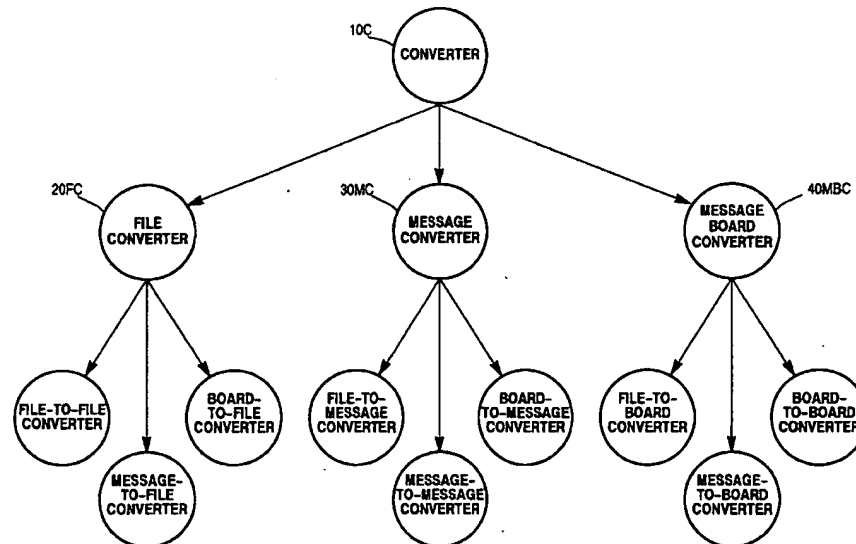 10C
CONVERTER
20FC
FILE
CONVERTER
30MC
MESSAGE
CONVERTER
40MBC
MESSAGE
BOARD
CONVERTER
FILE-TO-FILE
CONVERTER
MESSAGE-
TO-FILE
CONVERTER
BOARD-
TO-FILE
CONVERTER
FILE-TO-
MESSAGE
CONVERTER
MESSAGE-
TO-MESSAGE
CONVERTER
BOARD-
TO-MESSAGE
CONVERTER
FILE-TO-
BOARD
CONVERTER
MESSAGE-
TO-BOARD
CONVERTER
BOARD-
TO-BOARD
CONVERTER